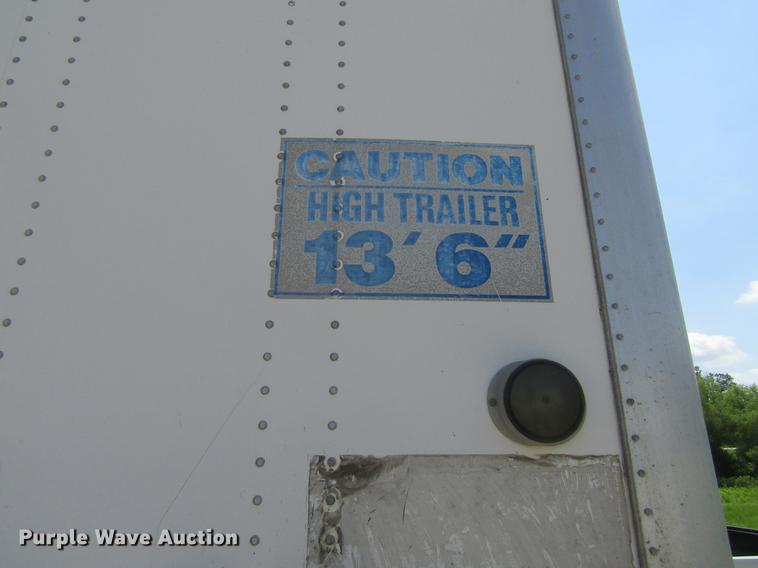 CAUTION
HIGH TRAILER
13' 6"
Purple Wave Auction